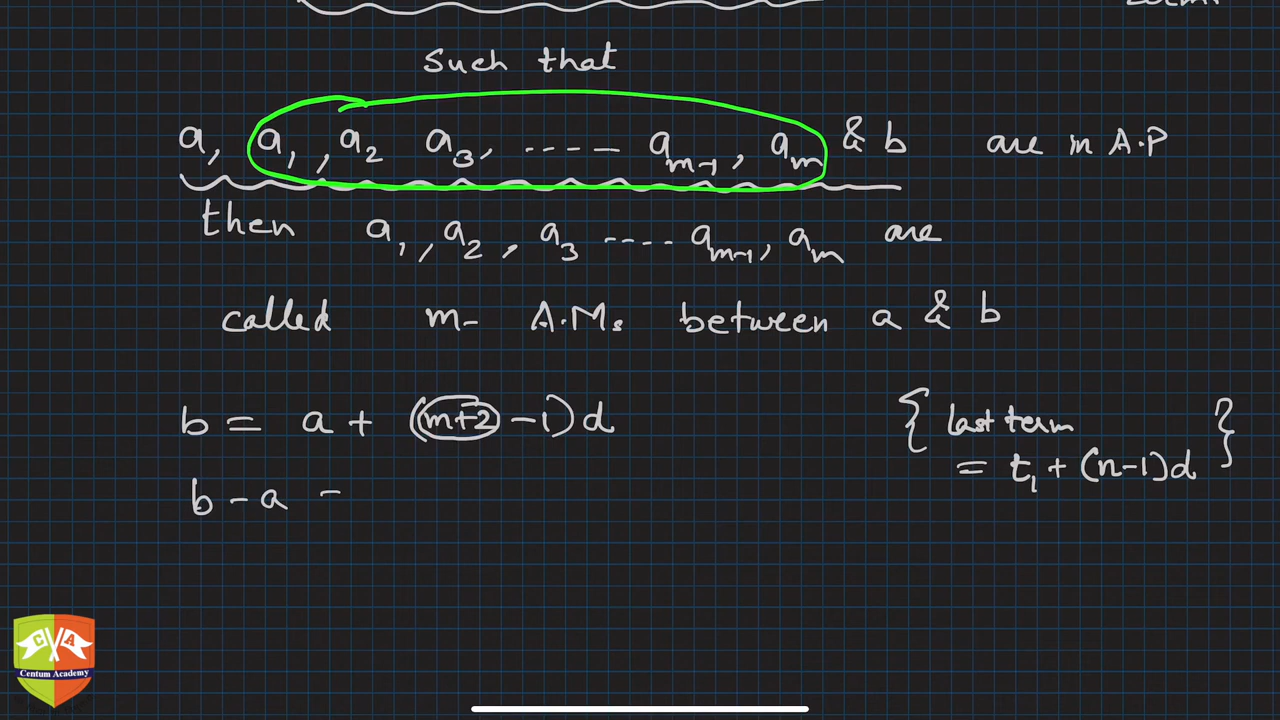 Such that
a, a₁, a₂ a₃, ----- aₘ₋₁, aₘ & b are in A.P
then a₁, a₂, a₃ ..... aₘ₋₁, aₘ are
called m- A.M.s between a & b
b = a + (m+2 -1)d { last term
= t₁ + (n-1)d }
b - a =
C A
Centum Academy